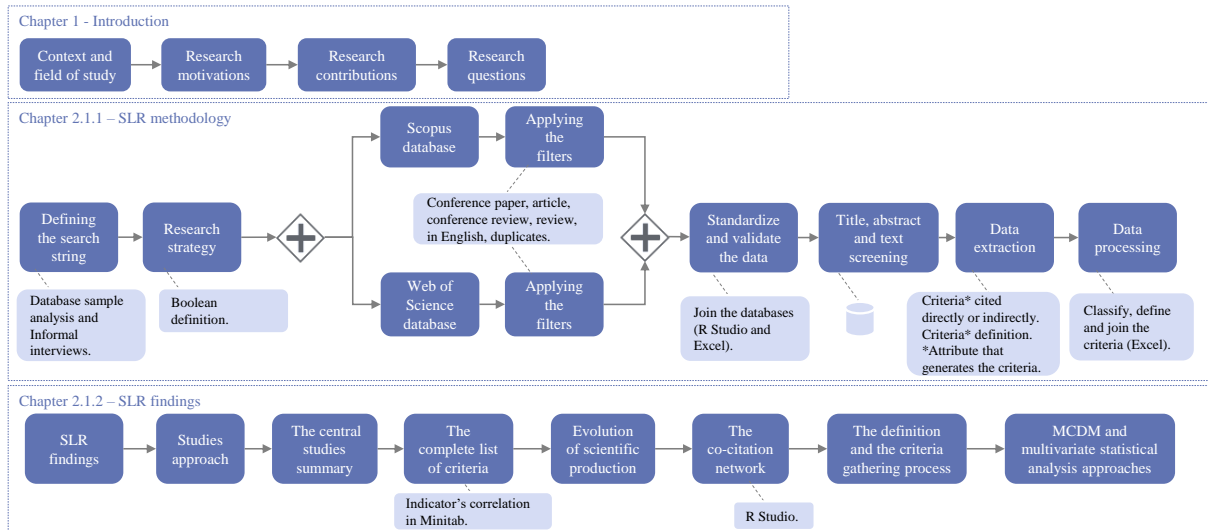 Chapter 1 - Introduction
Context and
field of study
Research
motivations
Research
contributions
Research
questions
Chapter 2.1.1 – SLR methodology
Defining
the search
string
Database sample
analysis and
Informal
interviews.
Research
strategy
Boolean
definition.
Scopus
database
Applying
the
filters
Conference paper, article,
conference review, review,
in English, duplicates.
Web of
Science
database
Applying
the
filters
Standardize
and validate
the data
Join the databases
(R Studio and
Excel).
Title, abstract
and text
screening
Data
extraction
Criteria* cited
directly or indirectly.
Criteria* definition.
*Attribute that
generates the criteria.
Data
processing
Classify, define
and join the
criteria (Excel).
Chapter 2.1.2 – SLR findings
SLR
findings
Studies
approach
The central
studies
summary
The
complete list
of criteria
Indicator’s correlation
in Minitab.
Evolution
of scientific
production
The
co-citation
network
R Studio.
The definition
and the criteria
gathering process
MCDM and
multivariate statistical
analysis approaches